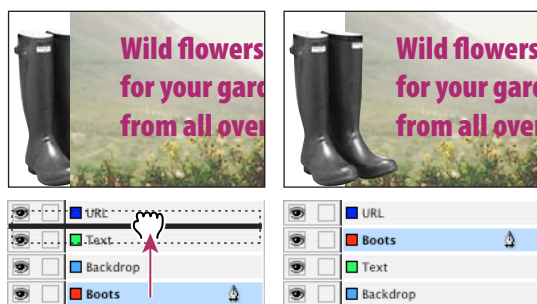 Wild flowers
for your gard
from all over
Wild flowers
for your gard
from all over
URL
Text
Backdrop
Boots
URL
Boots
Text
Backdrop